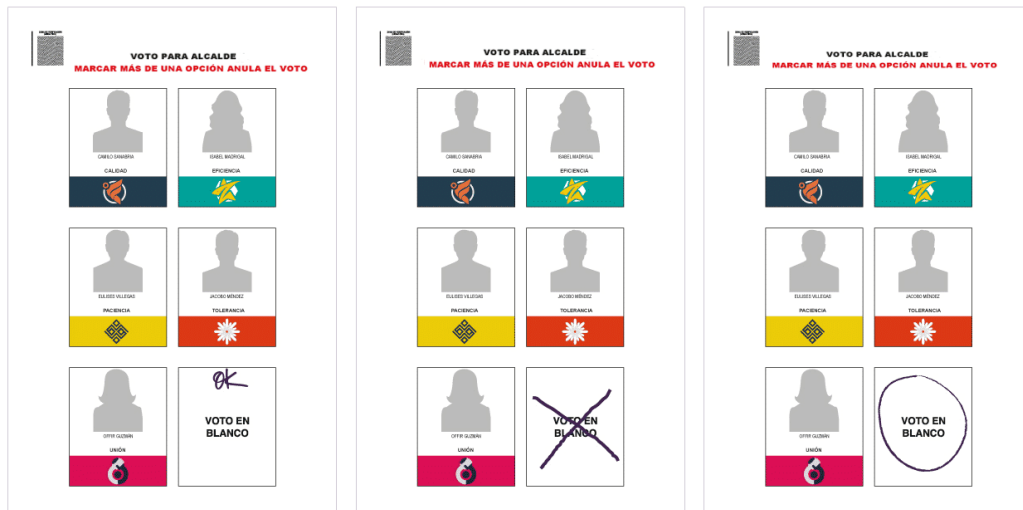 VOTO PARA ALCALDE
MARCAR MÁS DE UNA OPCIÓN ANULA EL VOTO
CAMILO SANABRIA
ISABEL MADRIGAL
CALIDAD
EFICIENCIA
EULISES VILLEGAS
JACOBO MÉNDEZ
PACIENCIA
TOLERANCIA
OK
VOTO EN
BLANCO
OFFIR GUZMÁN
UNIÓN
VOTO PARA ALCALDE
MARCAR MÁS DE UNA OPCIÓN ANULA EL VOTO
CAMILO SANABRIA
ISABEL MADRIGAL
CALIDAD
EFICIENCIA
EULISES VILLEGAS
JACOBO MÉNDEZ
PACIENCIA
TOLERANCIA
VOTO EN
BLANCO
OFFIR GUZMÁN
UNIÓN
VOTO PARA ALCALDE
MARCAR MÁS DE UNA OPCIÓN ANULA EL VOTO
CAMILO SANABRIA
ISABEL MADRIGAL
CALIDAD
EFICIENCIA
EULISES VILLEGAS
JACOBO MÉNDEZ
PACIENCIA
TOLERANCIA
VOTO EN
BLANCO
OFFIR GUZMÁN
UNIÓN